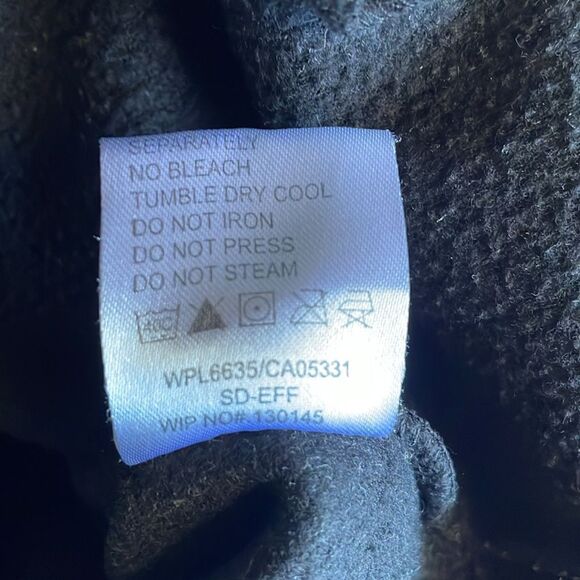 SEPARATELY
NO BLEACH
TUMBLE DRY COOL
DO NOT IRON
DO NOT PRESS
DO NOT STEAM
40C
WPL6635/CA05331
SD-EFF
WIP NO# 130145